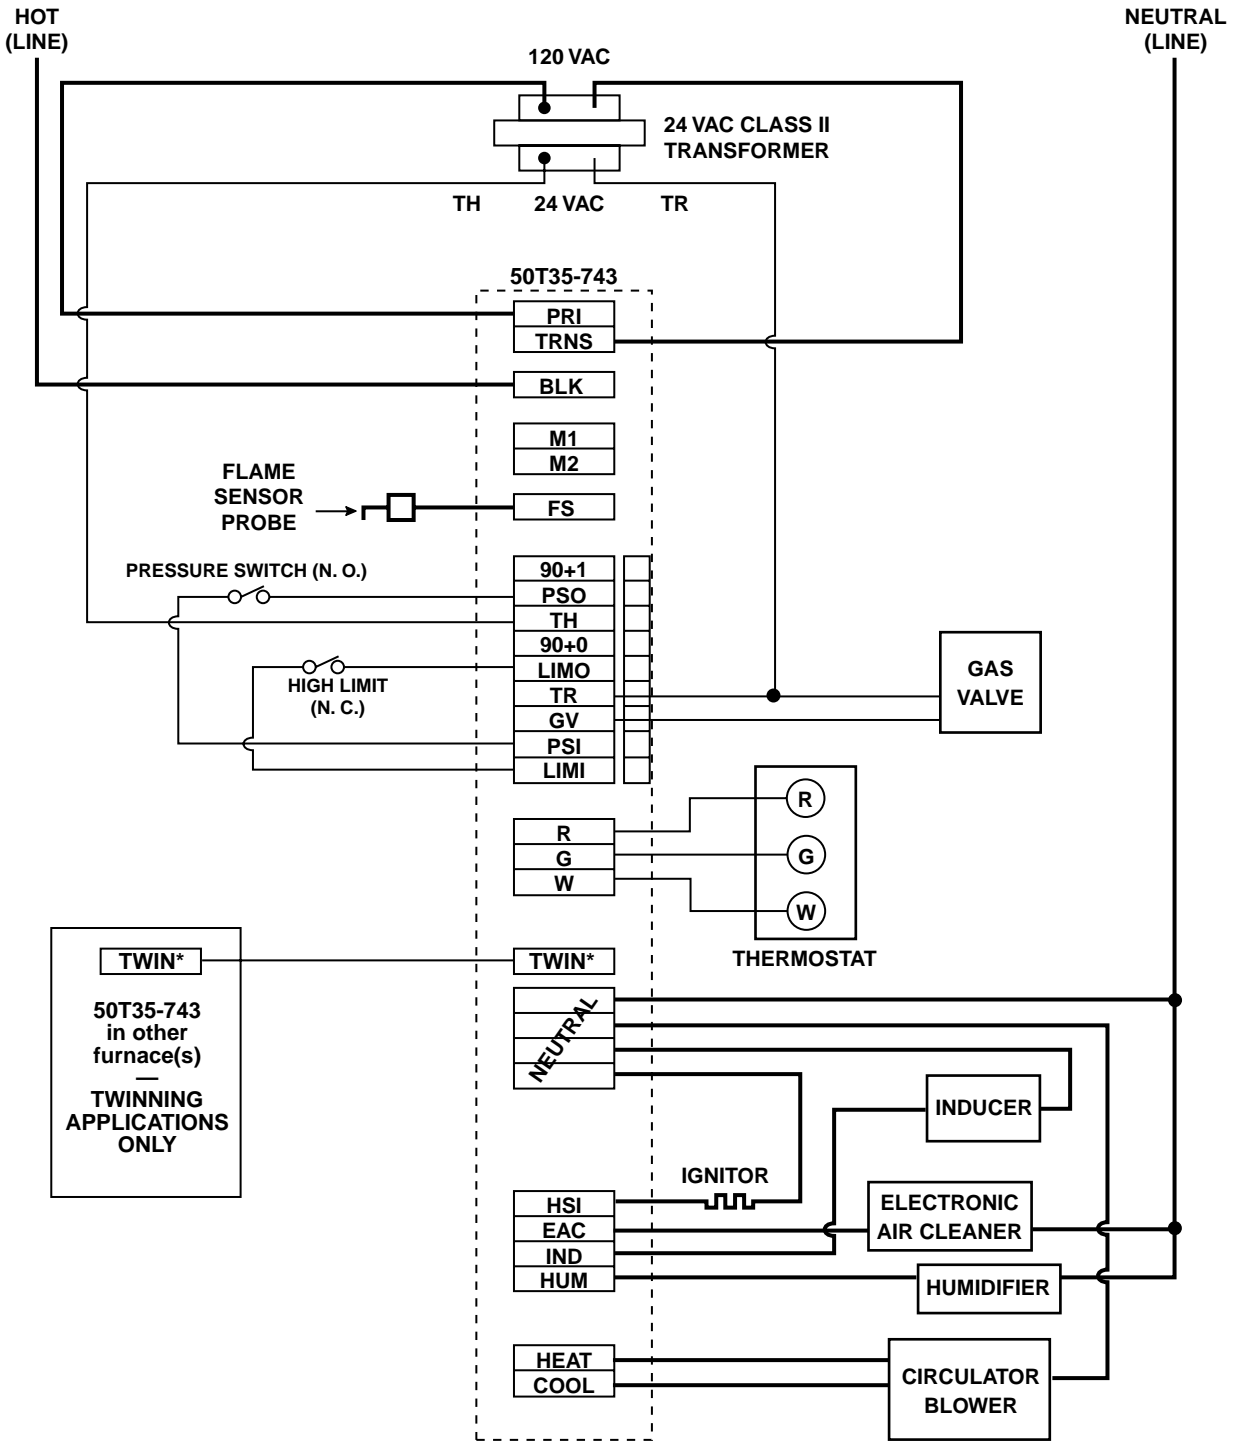 HOT
(LINE)
NEUTRAL
(LINE)
120 VAC
24 VAC CLASS II
TRANSFORMER
TH
24 VAC
TR
50T35-743
PRI
TRNS
BLK
M1
M2
FLAME
SENSOR
PROBE
FS
PRESSURE SWITCH (N. O.)
90+1
PSO
TH
90+0
LIMO
TR
GV
PSI
LIMI
HIGH LIMIT
(N. C.)
GAS
VALVE
R
G
W
R
G
W
THERMOSTAT
TWIN*
50T35-743
in other
furnace(s)
—
TWINNING
APPLICATIONS
ONLY
TWIN*
NEUTRAL
INDUCER
IGNITOR
HSI
EAC
IND
HUM
ELECTRONIC
AIR CLEANER
HUMIDIFIER
HEAT
COOL
CIRCULATOR
BLOWER